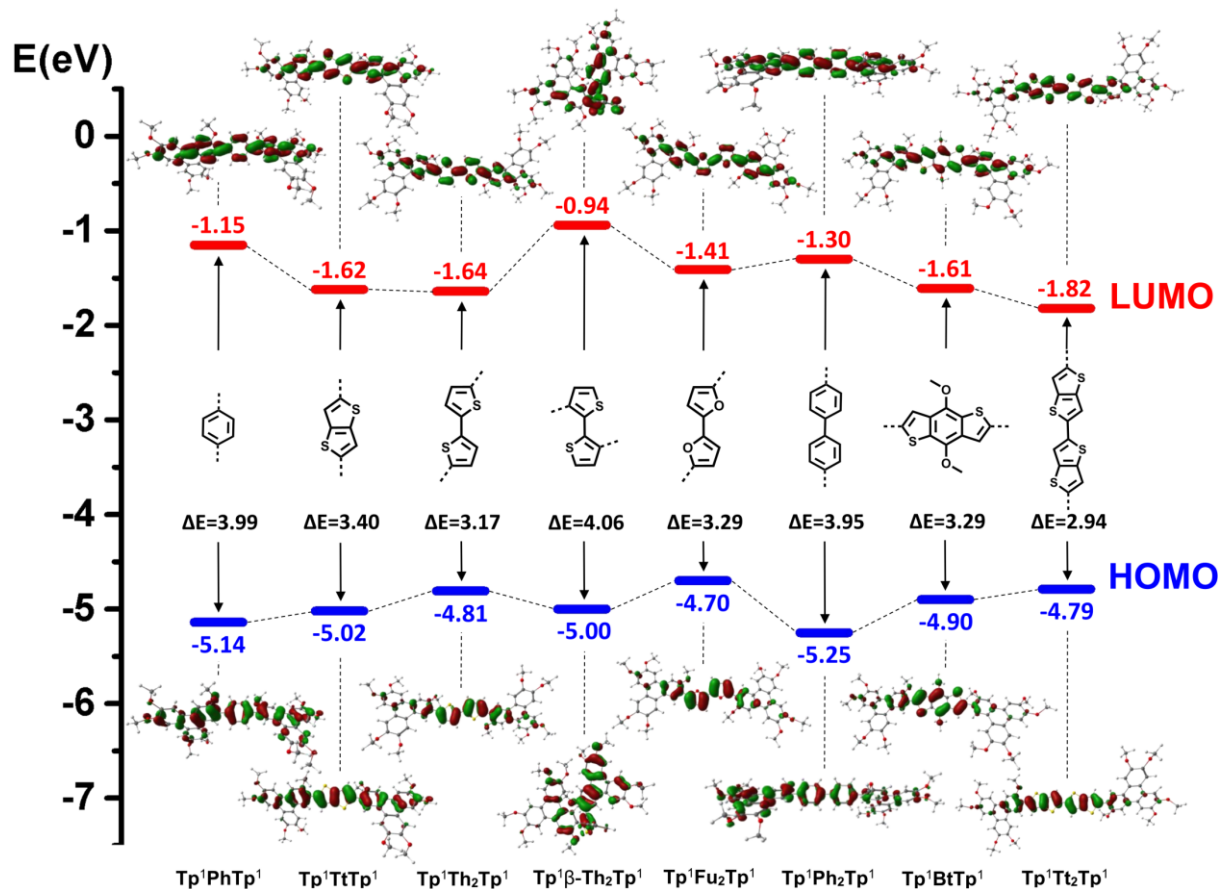 E(eV)
0
-1
-2
-3
-4
-5
-6
-7
-1.15
-1.62
-1.64
-0.94
-1.41
-1.30
-1.61
-1.82
LUMO
S
S
S
S
S
S
O
O
O
S
S
O
S
S
S
S
ΔE=3.99
ΔE=3.40
ΔE=3.17
ΔE=4.06
ΔE=3.29
ΔE=3.95
ΔE=3.29
ΔE=2.94
HOMO
-5.14
-5.02
-4.81
-5.00
-4.70
-5.25
-4.90
-4.79
Tp¹PhTp¹
Tp¹TtTp¹
Tp¹Th₂Tp¹
Tp¹β-Th₂Tp¹
Tp¹Fu₂Tp¹
Tp¹Ph₂Tp¹
Tp¹BtTp¹
Tp¹Tt₂Tp¹